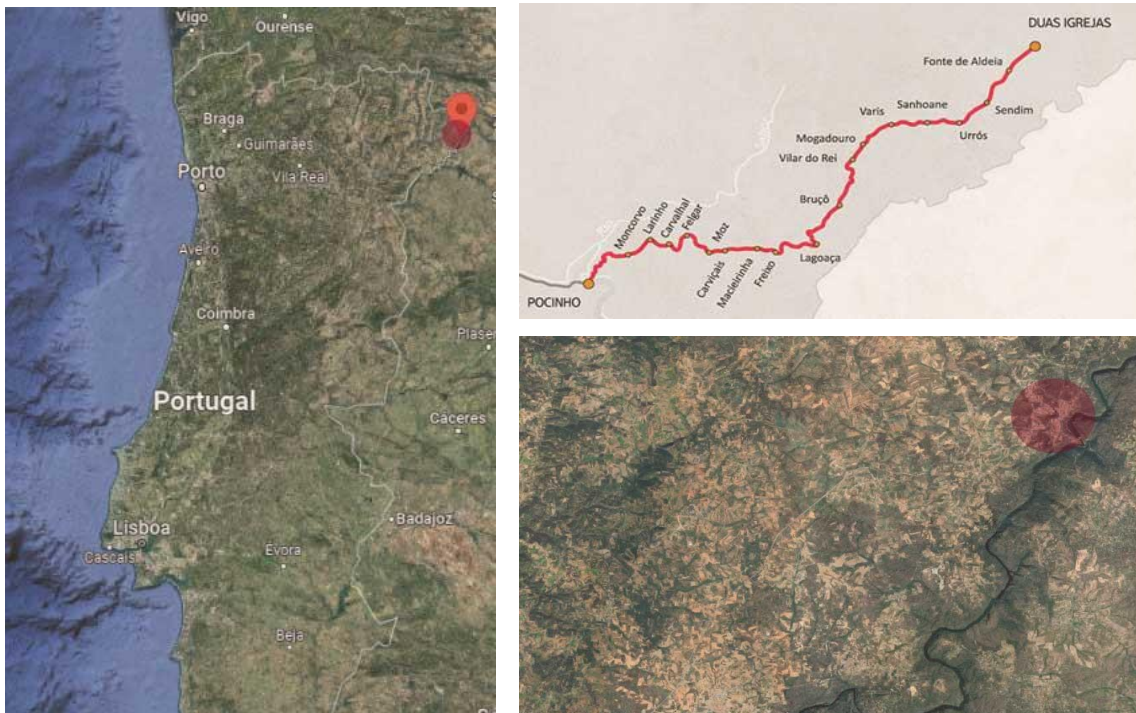 Vigo
Ourense
Braga
Guimarães
Vila Real
Porto
Aveiro
Coimbra
Portugal
Cáceres
Badajoz
Lisboa
Cascais
Évora
Beja
DUAS IGREJAS
Fonte de Aldeia
Sendim
Sanhoane
Varis
Urrós
Mogadouro
Vilar do Rei
Bruçô
Lagoaça
Freixo
Macieirinha
Carviçais
Moz
Felgar
Carvalhal
Larinho
Moncorvo
POCINHO